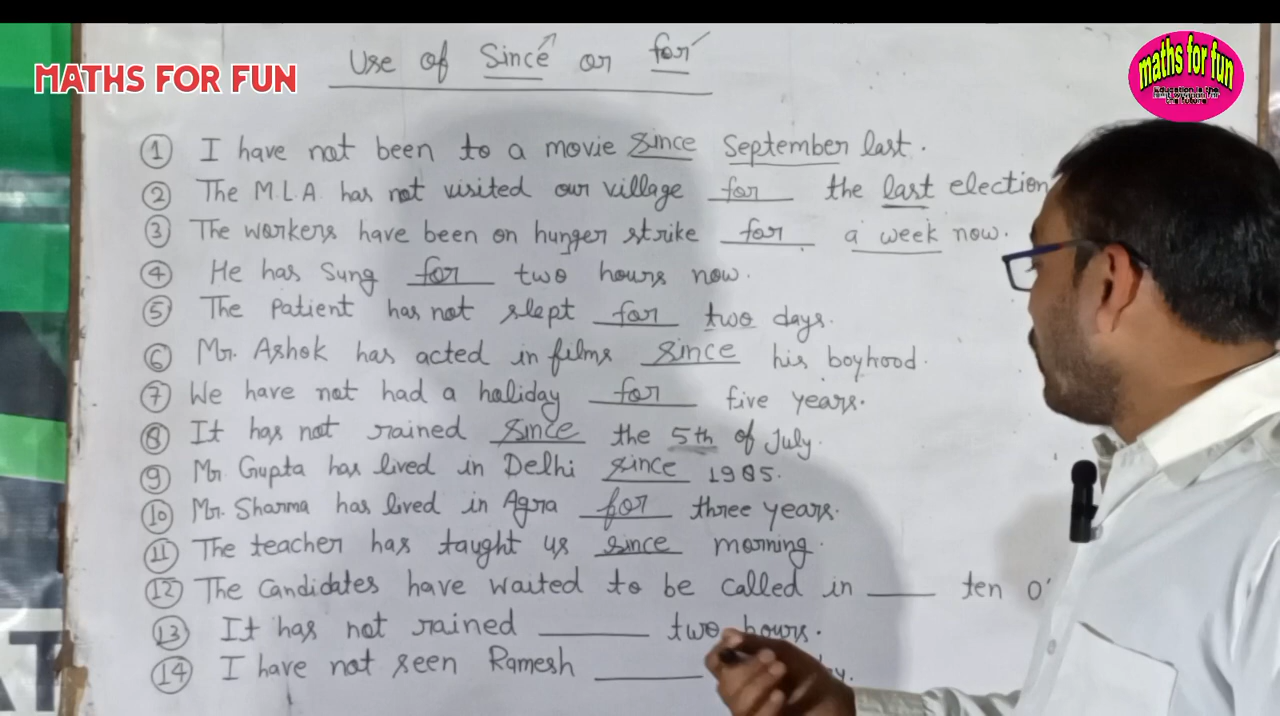 MATHS FOR FUN
maths for fun
Use of Since or for
① I have not been to a movie since September last.
② The M.L.A has not visited our village for the last election
③ The workers have been on hunger strike for a week now.
④ He has sung for two hours now.
⑤ The Patient has not slept for two days.
⑥ Mr. Ashok has acted in films since his boyhood.
⑦ We have not had a holiday for five years.
⑧ It has not rained since the 5th of July.
⑨ Mr. Gupta has lived in Delhi since 1985.
⑩ Mr. Sharma has lived in Agra for three years.
⑪ The teacher has taught us since morning.
⑫ The Candidates have waited to be called in ____ ten o'
⑬ It has not rained ____ two hours.
⑭ I have not seen Ramesh ____